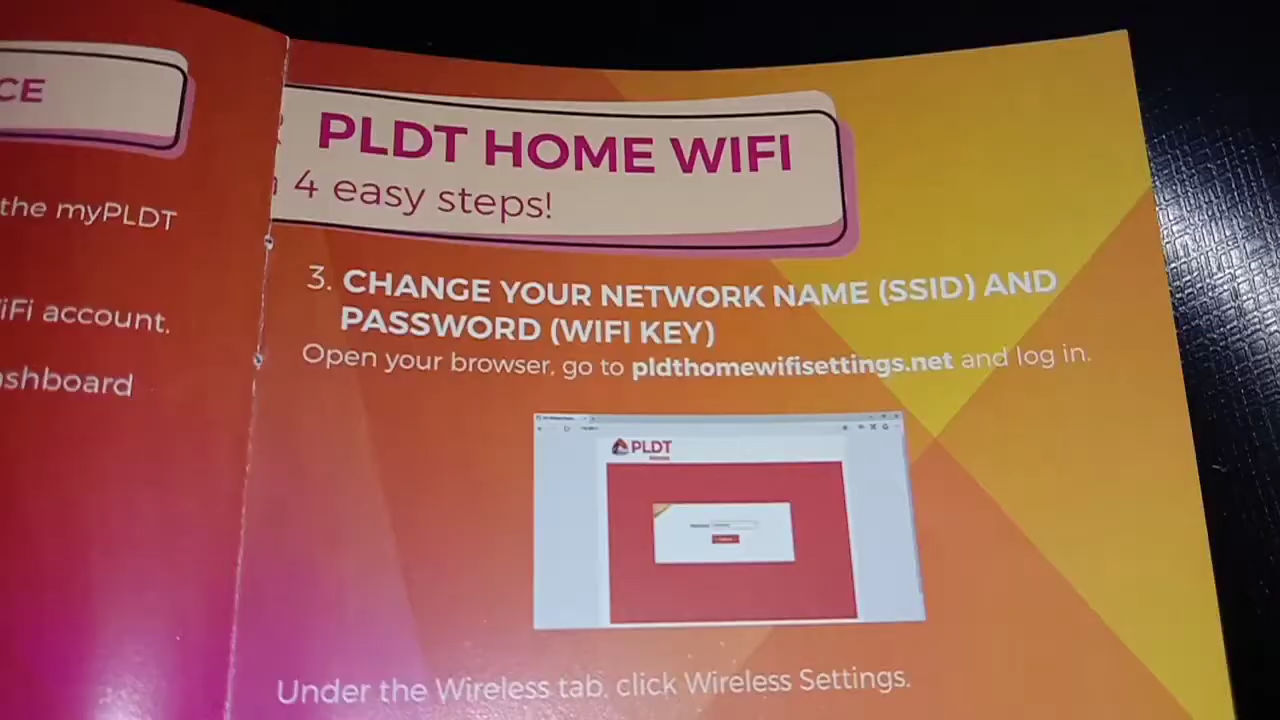 CE
the myPLDT
iFi account.
ashboard
PLDT HOME WIFI
4 easy steps!
3. CHANGE YOUR NETWORK NAME (SSID) AND
PASSWORD (WIFI KEY)
Open your browser, go to pldthomewifisettings.net and log in.
PLDT
Under the Wireless tab, click Wireless Settings.